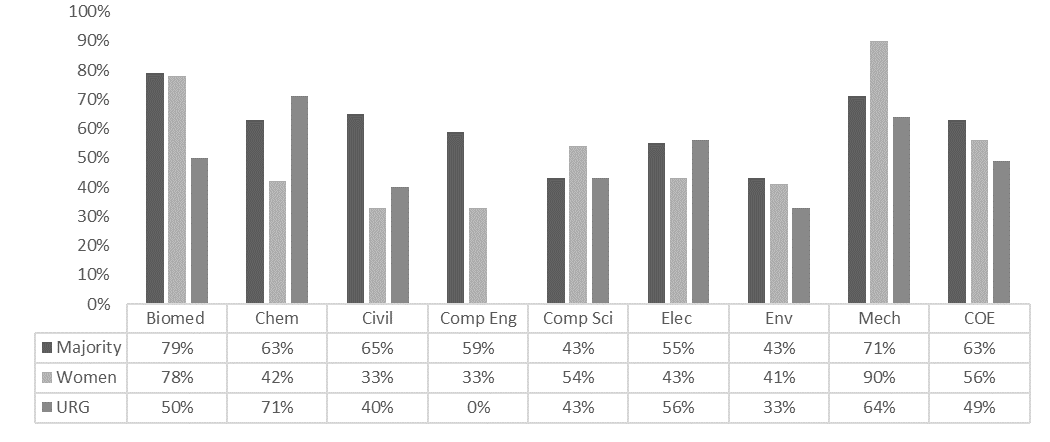 100%
90%
80%
70%
60%
50%
40%
30%
20%
10%
0%
Biomed Chem Civil Comp Eng Comp Sci Elec Env Mech COE
Majority 79% 63% 65% 59% 43% 55% 43% 71% 63%
Women 78% 42% 33% 33% 54% 43% 41% 90% 56%
URG 50% 71% 40% 0% 43% 56% 33% 64% 49%